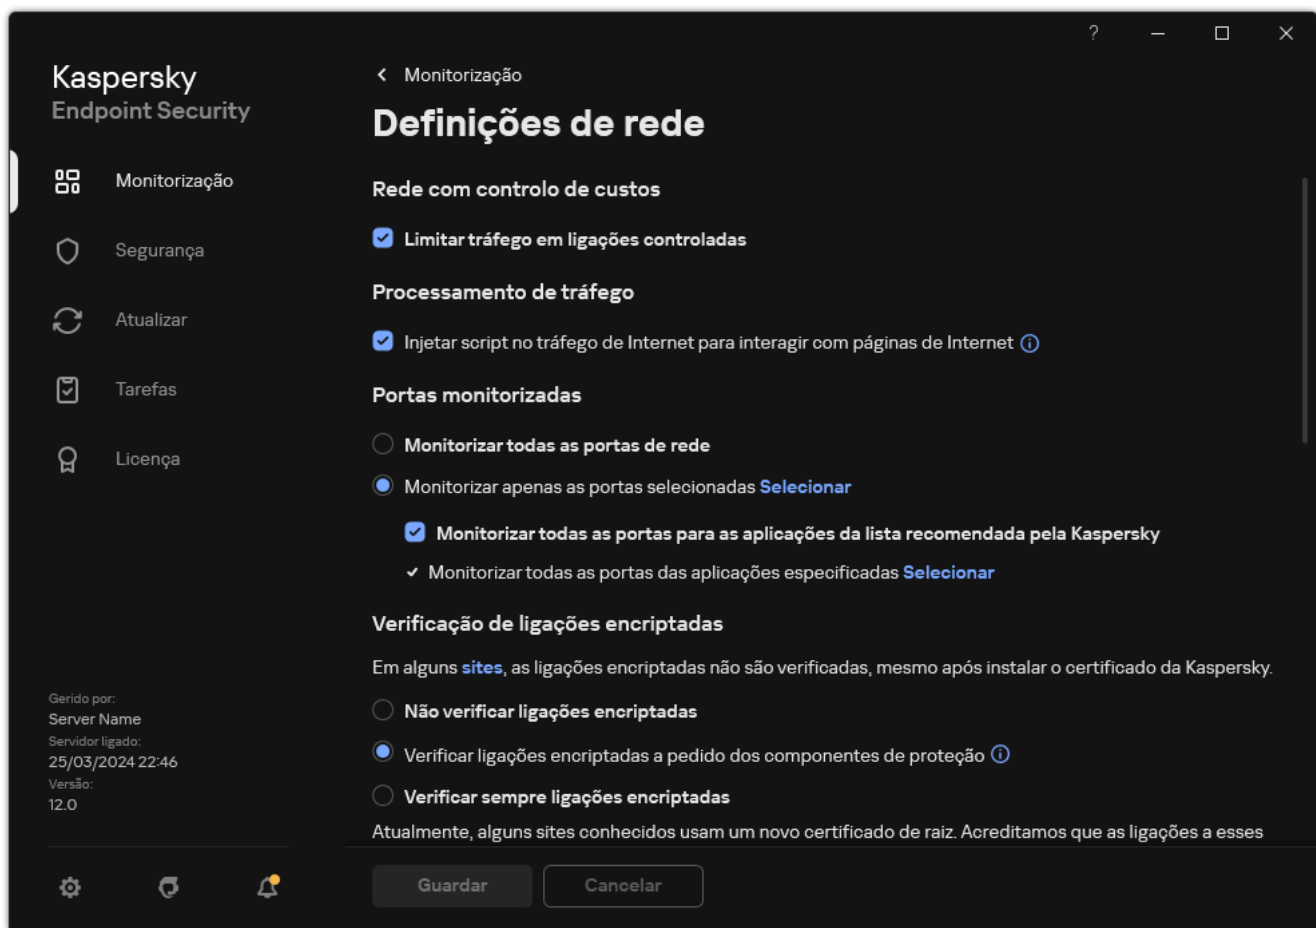 ?
Kaspersky
Endpoint Security
Monitorização
Segurança
Atualizar
Tarefas
Licença
Gerido por:
Server Name
Servidor ligado:
25/03/2024 22:46
Versão:
12.0
Monitorização
Definições de rede
Rede com controlo de custos
Limitar tráfego em ligações controladas
Processamento de tráfego
Injetar script no tráfego de Internet para interagir com páginas de Internet
Portas monitorizadas
Monitorizar todas as portas de rede
Monitorizar apenas as portas selecionadas Selecionar
Monitorizar todas as portas para as aplicações da lista recomendada pela Kaspersky
Monitorizar todas as portas das aplicações especificadas Selecionar
Verificação de ligações encriptadas
Em alguns sites, as ligações encriptadas não são verificadas, mesmo após instalar o certificado da Kaspersky.
Não verificar ligações encriptadas
Verificar ligações encriptadas a pedido dos componentes de proteção
Verificar sempre ligações encriptadas
Atualmente, alguns sites conhecidos usam um novo certificado de raiz. Acreditamos que as ligações a esses
Guardar
Cancelar